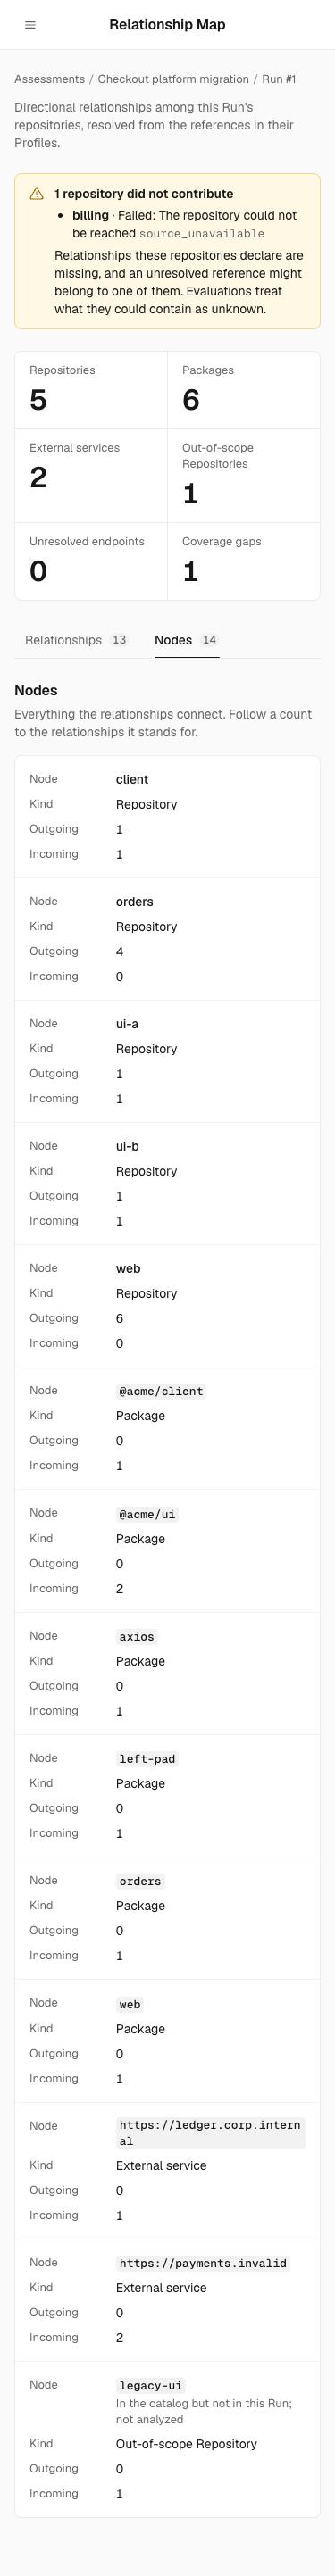 Relationship Map
Assessments / Checkout platform migration / Run #1
Directional relationships among this Run's
repositories, resolved from the references in their
Profiles.
1 repository did not contribute
• billing · Failed: The repository could not
be reached source_unavailable
Relationships these repositories declare are
missing, and an unresolved reference might
belong to one of them. Evaluations treat
what they could contain as unknown.
Repositories
5
Packages
6
External services
2
Out-of-scope
Repositories
1
Unresolved endpoints
0
Coverage gaps
1
Relationships 13 Nodes 14
Nodes
Everything the relationships connect. Follow a count
to the relationships it stands for.
Node client
Kind Repository
Outgoing 1
Incoming 1
Node orders
Kind Repository
Outgoing 4
Incoming 0
Node ui-a
Kind Repository
Outgoing 1
Incoming 1
Node ui-b
Kind Repository
Outgoing 1
Incoming 1
Node web
Kind Repository
Outgoing 6
Incoming 0
Node @acme/client
Kind Package
Outgoing 0
Incoming 1
Node @acme/ui
Kind Package
Outgoing 0
Incoming 2
Node axios
Kind Package
Outgoing 0
Incoming 1
Node left-pad
Kind Package
Outgoing 0
Incoming 1
Node orders
Kind Package
Outgoing 0
Incoming 1
Node web
Kind Package
Outgoing 0
Incoming 1
Node https://ledger.corp.intern
al
Kind External service
Outgoing 0
Incoming 1
Node https://payments.invalid
Kind External service
Outgoing 0
Incoming 2
Node legacy-ui
In the catalog but not in this Run;
not analyzed
Kind Out-of-scope Repository
Outgoing 0
Incoming 1